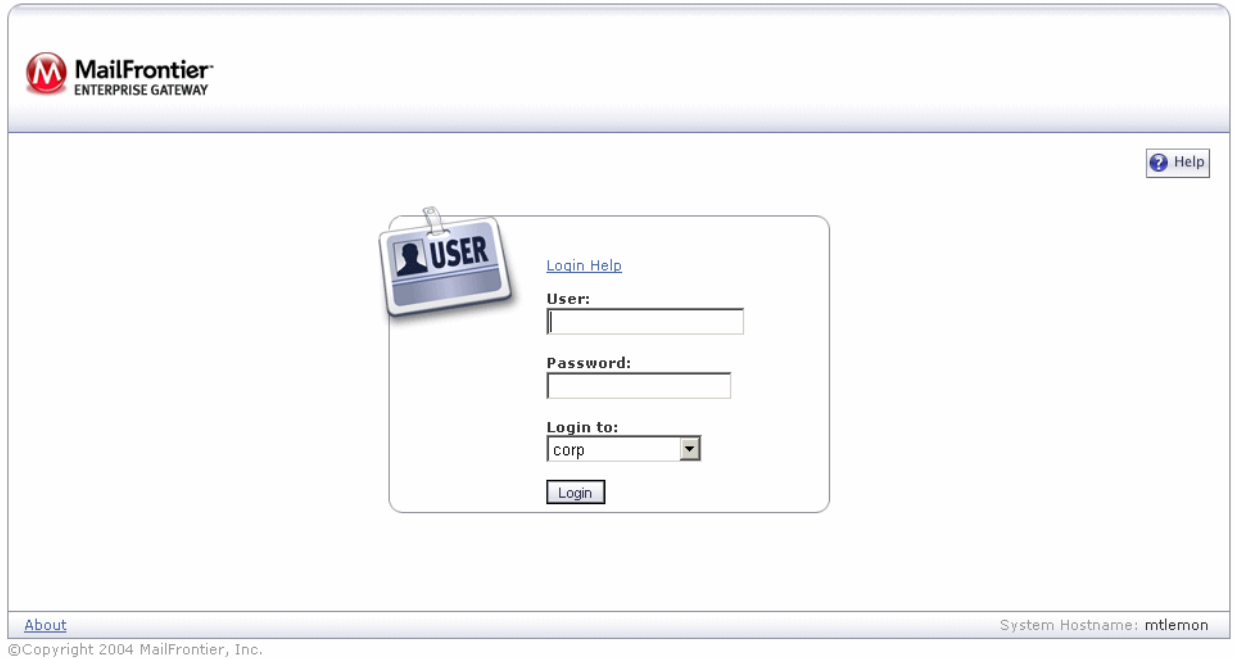 MailFrontier™
ENTERPRISE GATEWAY
? Help
USER
Login Help
User:
Password:
Login to:
corp
Login
About
System Hostname: mtlemon
©Copyright 2004 MailFrontier, Inc.